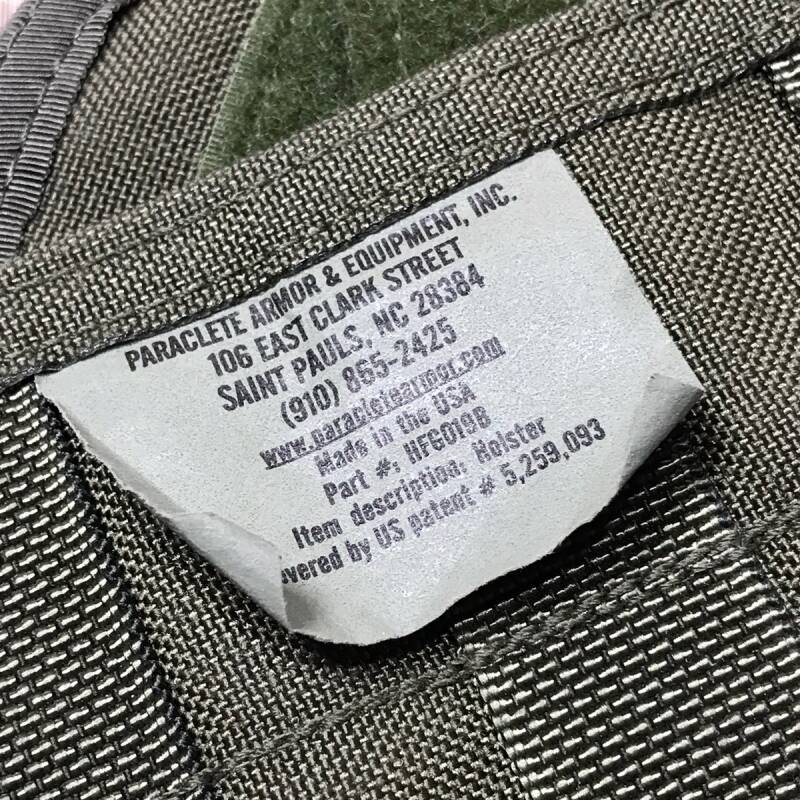 PARACLETE ARMOR & EQUIPMENT, INC.
106 EAST CLARK STREET
SAINT PAULS, NC 28384
(910) 865-2425
www.paracletearmor.com
Made in the USA
Part #: HFG019B
Item description: Holster
overed by US patent # 5,259,093